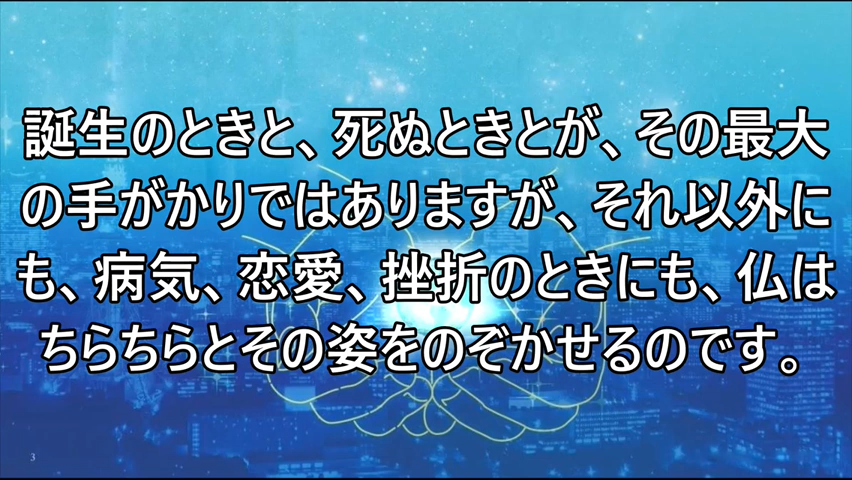 誕生のときと、死ぬときとが、その最大
の手がかりではありますが、それ以外に
も、病気、恋愛、挫折のときにも、仏は
ちらちらとその姿をのぞかせるのです。
3